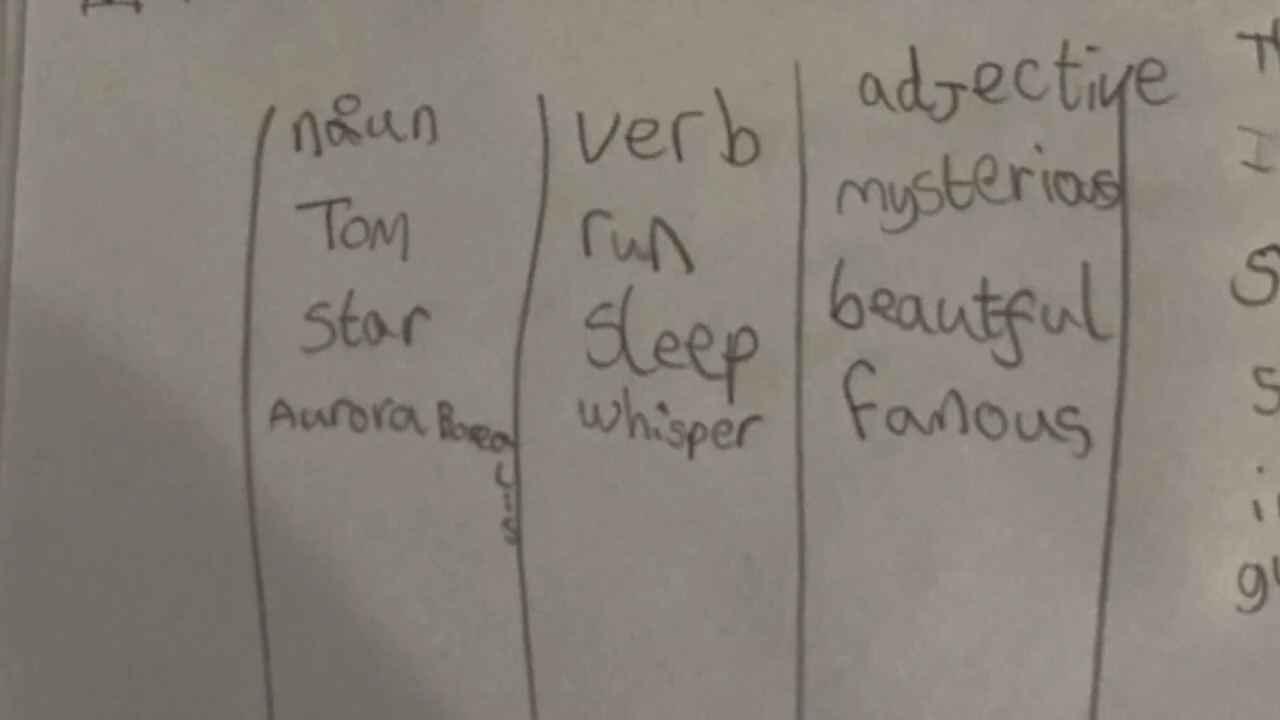 noun verb adjective
Tom run mysterious
star sleep beautful
Aurora Borealis whisper famous